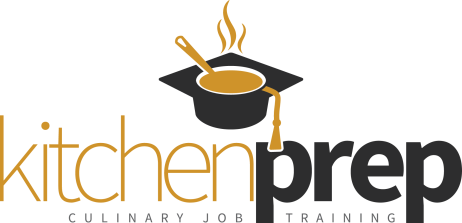 kitchenprep
CULINARY JOB TRAINING